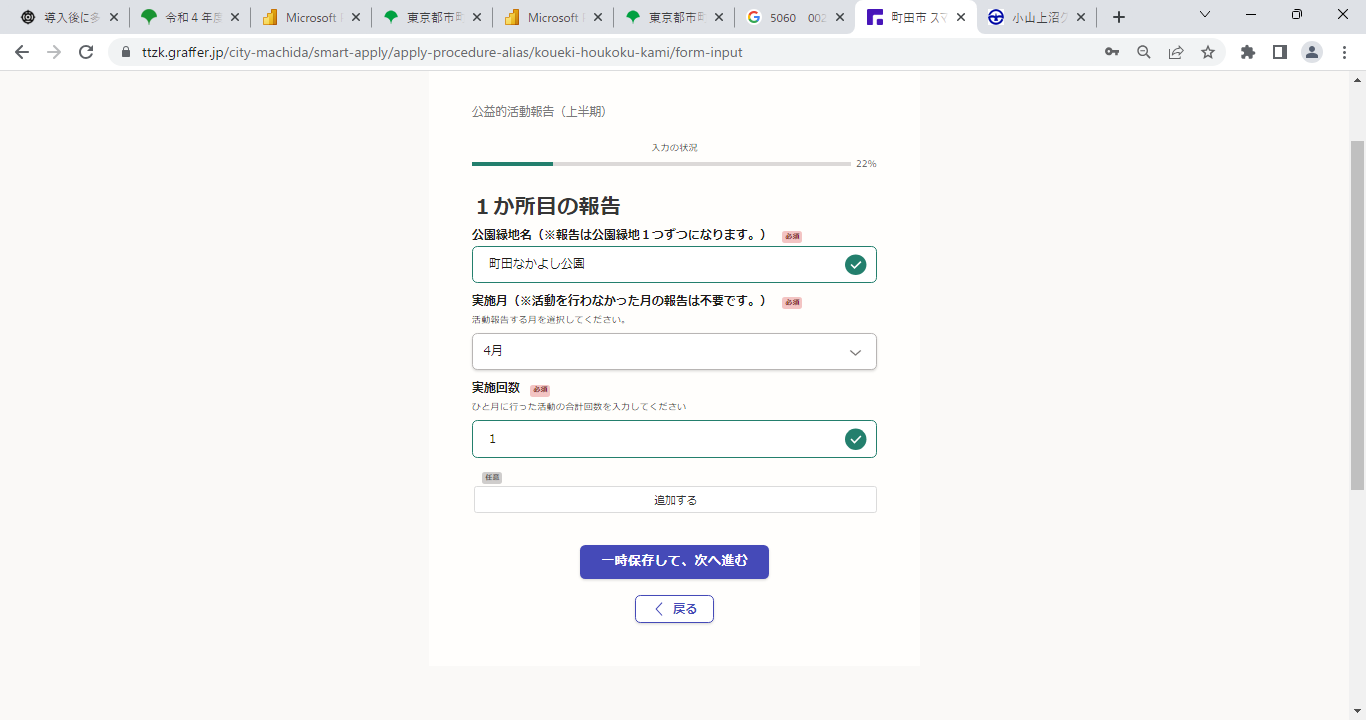 導入後に多
令和４年度
Microsoft
東京都市町
Microsoft
東京都市町
5060 002
町田市 スマ
小山上沼ク
ttzk.graffer.jp/city-machida/smart-apply/apply-procedure-alias/koueki-houkoku-kami/form-input
公益的活動報告（上半期）
入力の状況
22%
１か所目の報告
公園緑地名（※報告は公園緑地１つずつになります。） 必須
町田なかよし公園
実施月（※活動を行わなかった月の報告は不要です。） 必須
活動報告する月を選択してください。
4月
実施回数 必須
ひと月に行った活動の合計回数を入力してください
1
任意
追加する
一時保存して、次へ進む
戻る